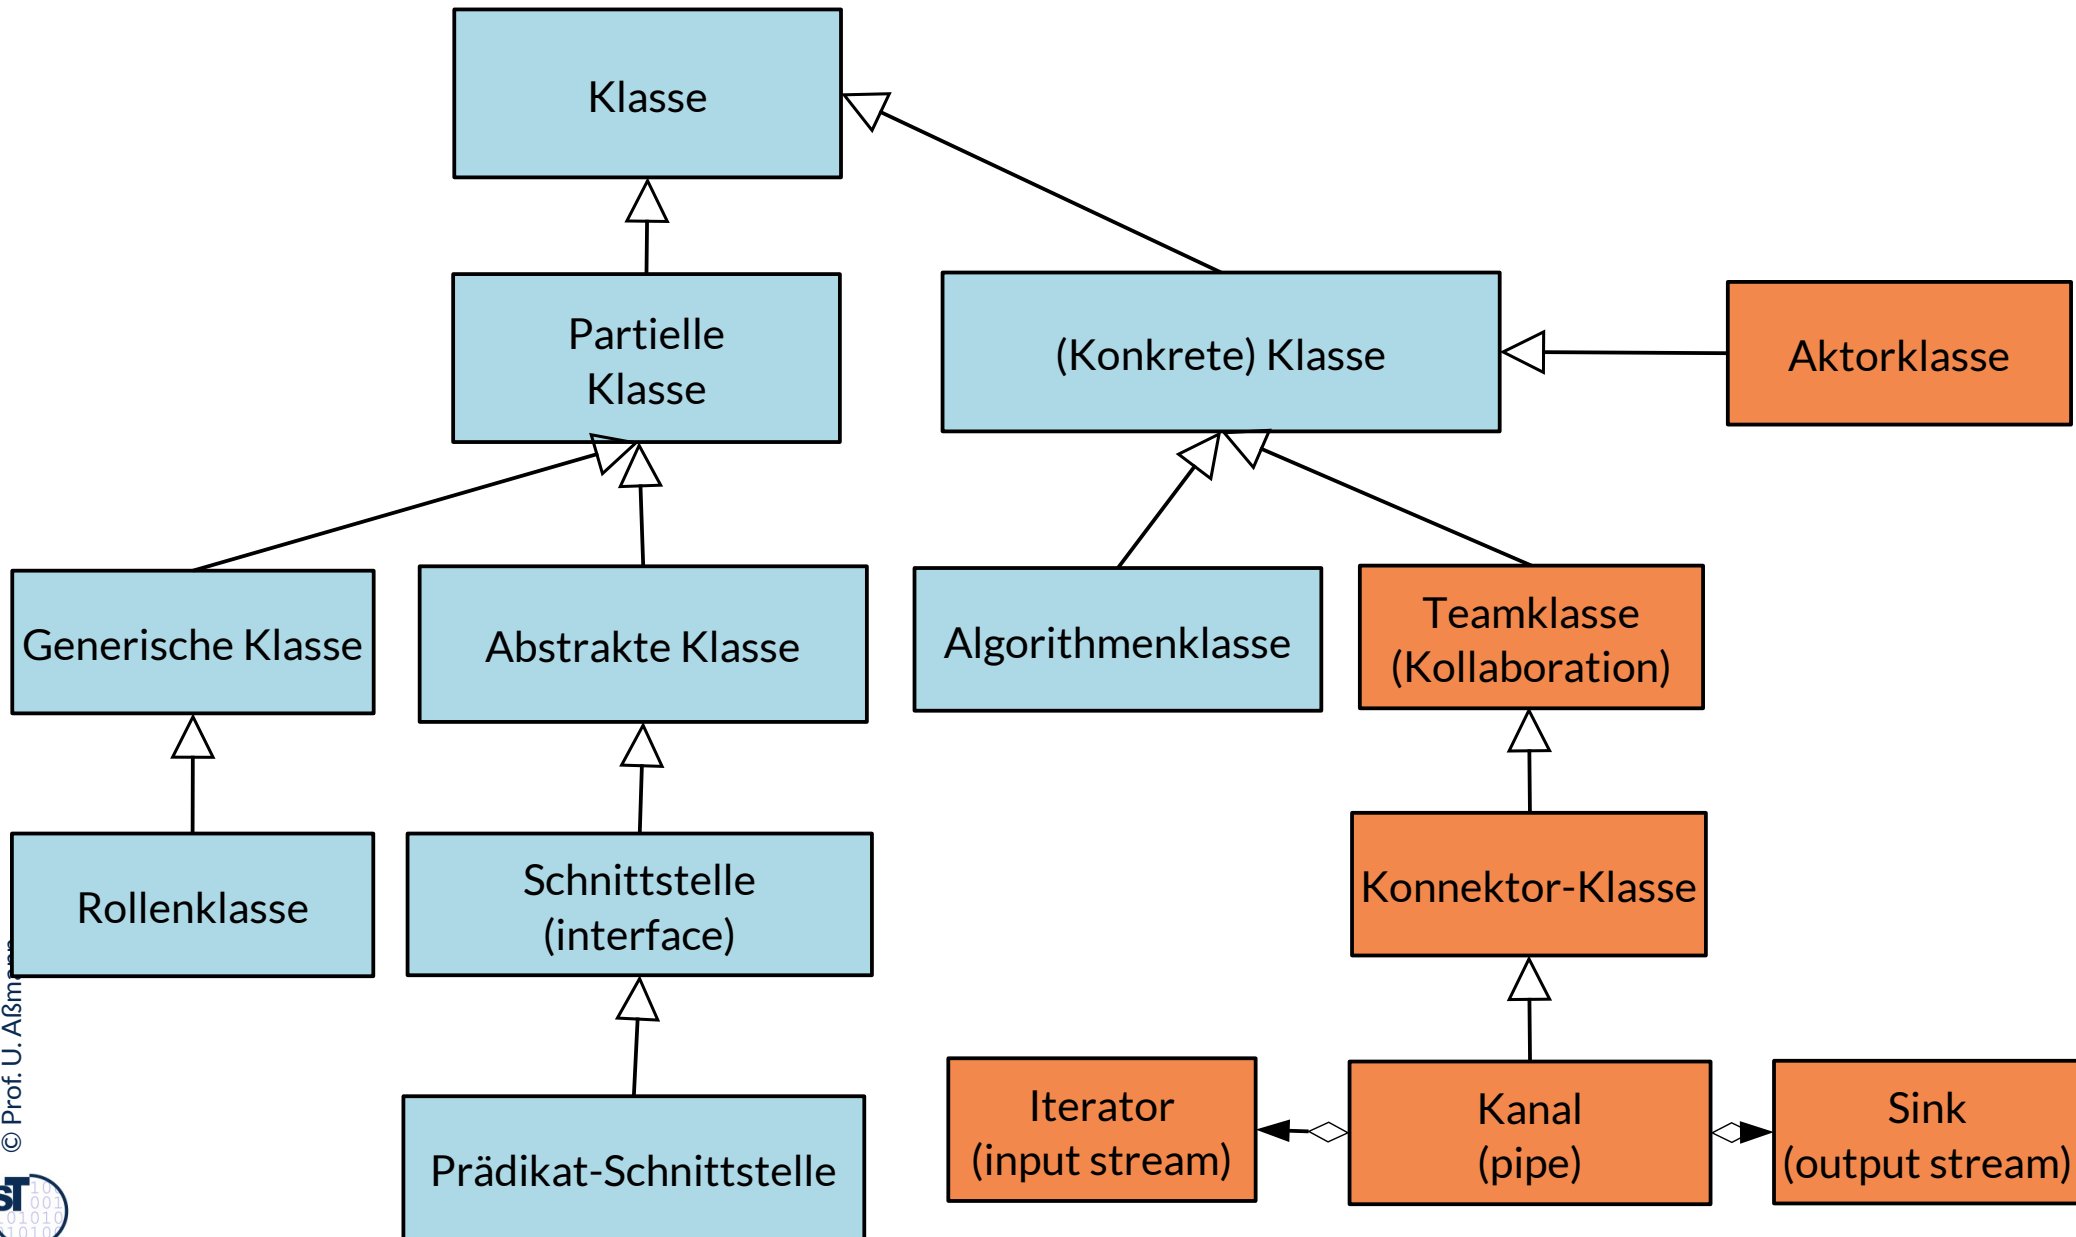 Klasse
Partielle
Klasse
(Konkrete) Klasse
Aktorklasse
Generische Klasse
Abstrakte Klasse
Algorithmenklasse
Teamklasse
(Kollaboration)
Rollenklasse
Schnittstelle
(interface)
Konnektor-Klasse
Prädikat-Schnittstelle
Iterator
(input stream)
Kanal
(pipe)
Sink
(output stream)
© Prof. U.